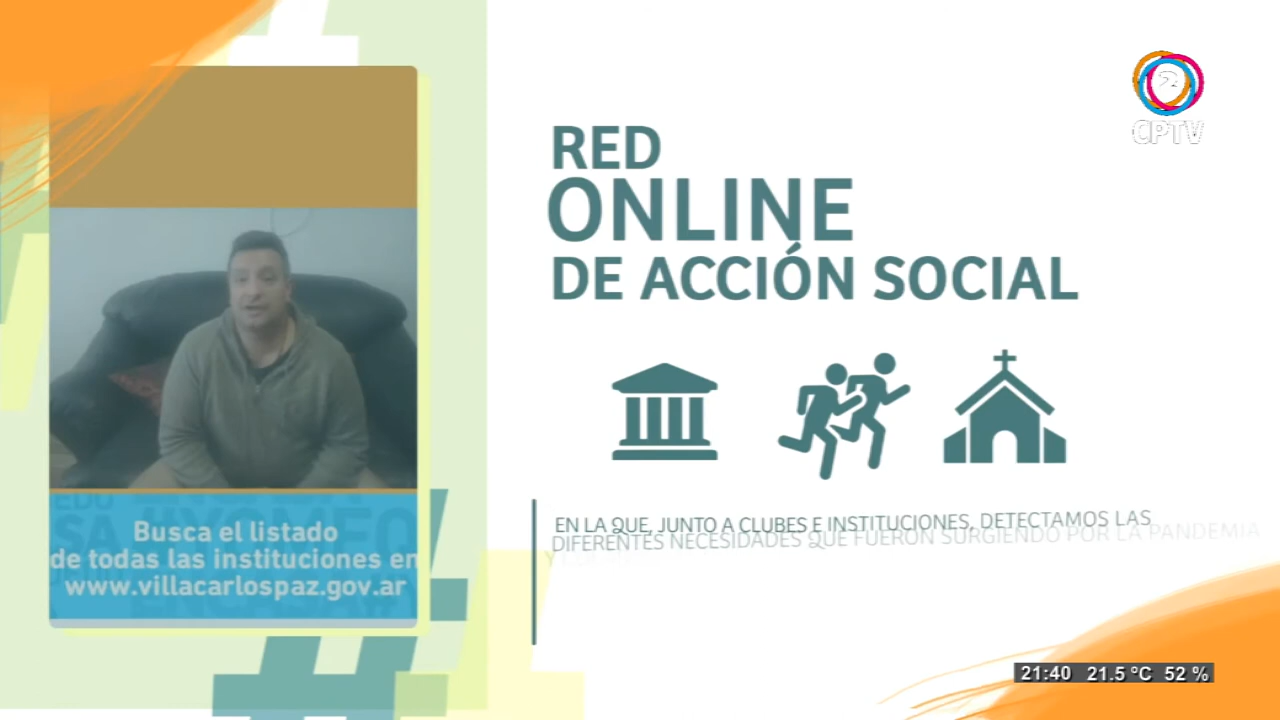 RED
ONLINE
DE ACCIÓN SOCIAL
CPTV
EN LA QUE, JUNTO A CLUBES E INSTITUCIONES, DETECTAMOS LAS
DIFERENTES NECESIDADES QUE FUERON SURGIENDO POR LA PANDEMIA
Busca el listado
de todas las instituciones en
www.villacarlospaz.gov.ar
21:40 21.5 °C 52 %